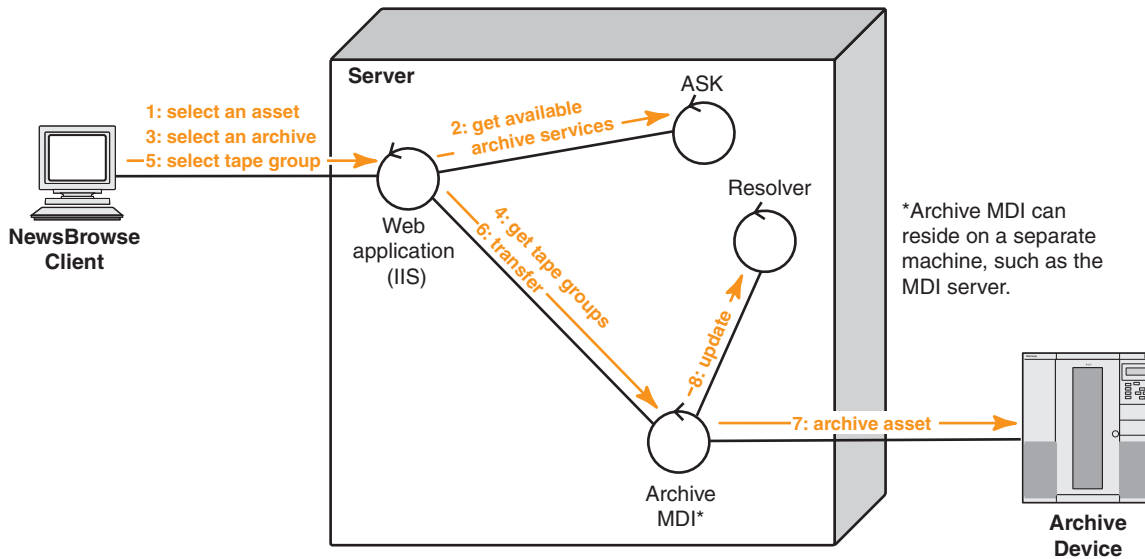 Server
ASK
1: select an asset
3: select an archive
5: select tape group
2: get available
archive services
NewsBrowse
Client
Web
application
(IIS)
Resolver
4: get tape groups
6: transfer
*Archive MDI can
reside on a separate
machine, such as the
MDI server.
8: update
7: archive asset
Archive
MDI*
Archive
Device